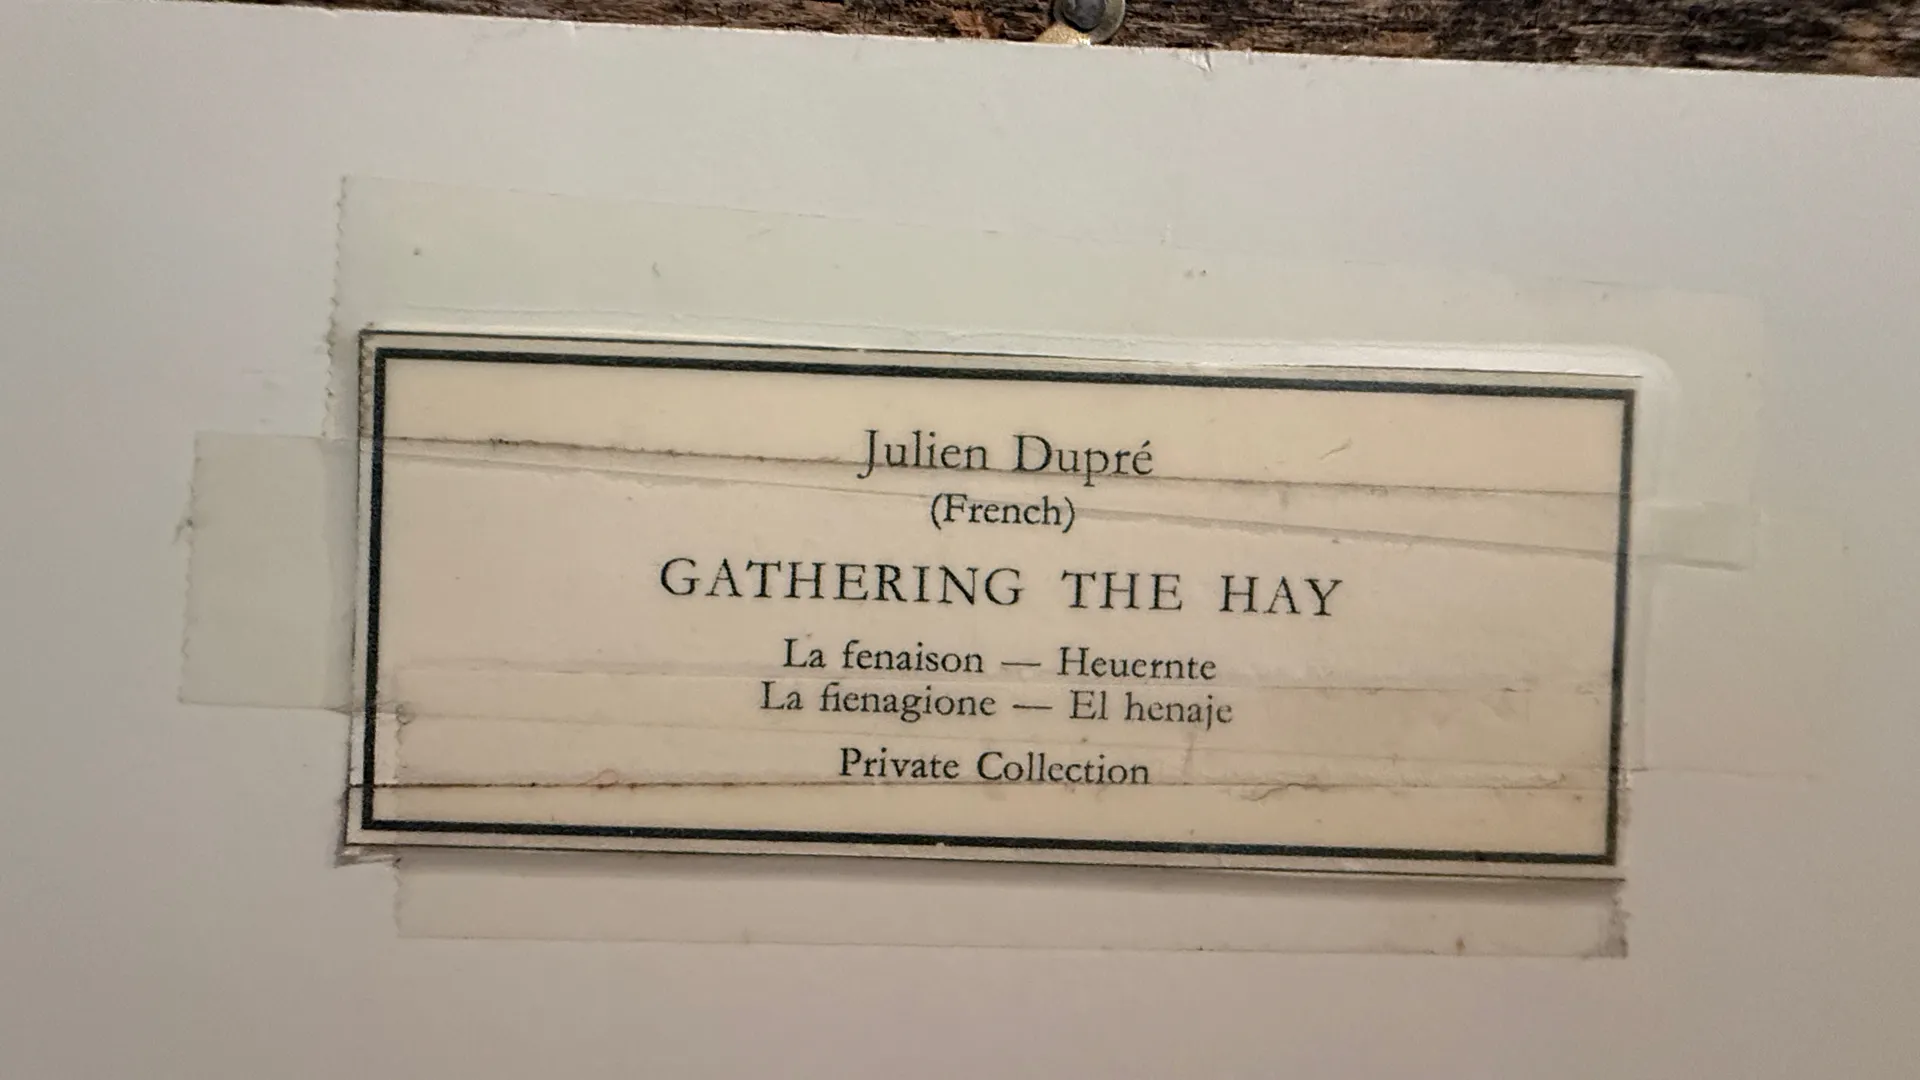 Julien Dupré
(French)
GATHERING THE HAY
La fenaison — Heuernte
La fienagione — El henaje
Private Collection